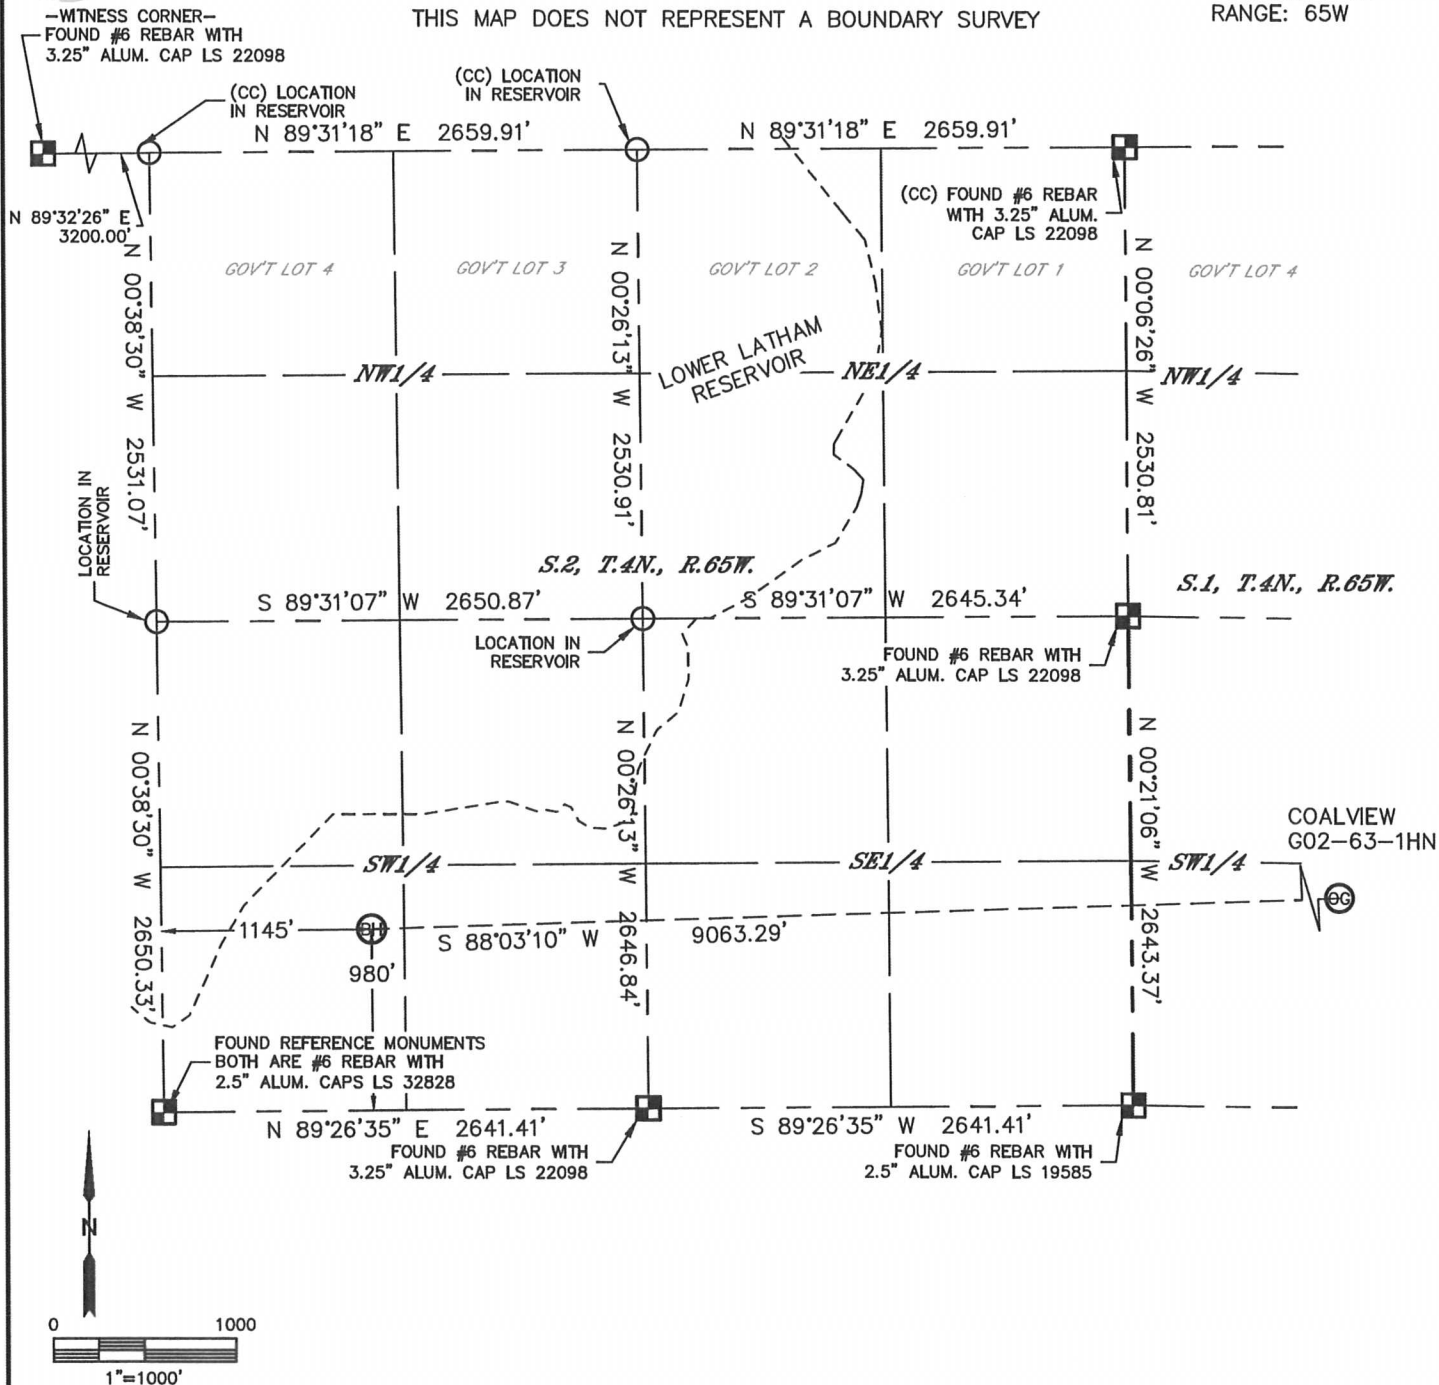 -WITNESS CORNER-
FOUND #6 REBAR WITH
3.25" ALUM. CAP LS 22098
THIS MAP DOES NOT REPRESENT A BOUNDARY SURVEY
RANGE: 65W
(CC) LOCATION
IN RESERVOIR
(CC) LOCATION
IN RESERVOIR
N 89°31'18" E 2659.91'
N 89°31'18" E 2659.91'
N 89°32'26" E
3200.00'
(CC) FOUND #6 REBAR
WITH 3.25" ALUM.
CAP LS 22098
GOV'T LOT 4
GOV'T LOT 3
GOV'T LOT 2
GOV'T LOT 1
GOV'T LOT 4
N 00°38'30" W 2531.07'
N 00°26'13" W 2530.91'
N 00°06'26" W 2530.81'
LOWER LATHAM
RESERVOIR
NW1/4
NE1/4
NW1/4
LOCATION IN
RESERVOIR
S.2, T.4N., R.65W.
S.1, T.4N., R.65W.
S 89°31'07" W 2650.87'
S 89°31'07" W 2645.34'
LOCATION IN
RESERVOIR
FOUND #6 REBAR WITH
3.25" ALUM. CAP LS 22098
N 00°38'30" W 2650.33'
N 00°26'13" W 2646.84'
N 00°21'06" W 2643.37'
COALVIEW
G02-63-1HN
SW1/4
SE1/4
SW1/4
OG
1145'
BH
S 88°03'10" W 9063.29'
980'
FOUND REFERENCE MONUMENTS
BOTH ARE #6 REBAR WITH
2.5" ALUM. CAPS LS 32828
N 89°26'35" E 2641.41'
S 89°26'35" W 2641.41'
FOUND #6 REBAR WITH
3.25" ALUM. CAP LS 22098
FOUND #6 REBAR WITH
2.5" ALUM. CAP LS 19585
N
0 1000
1"=1000'